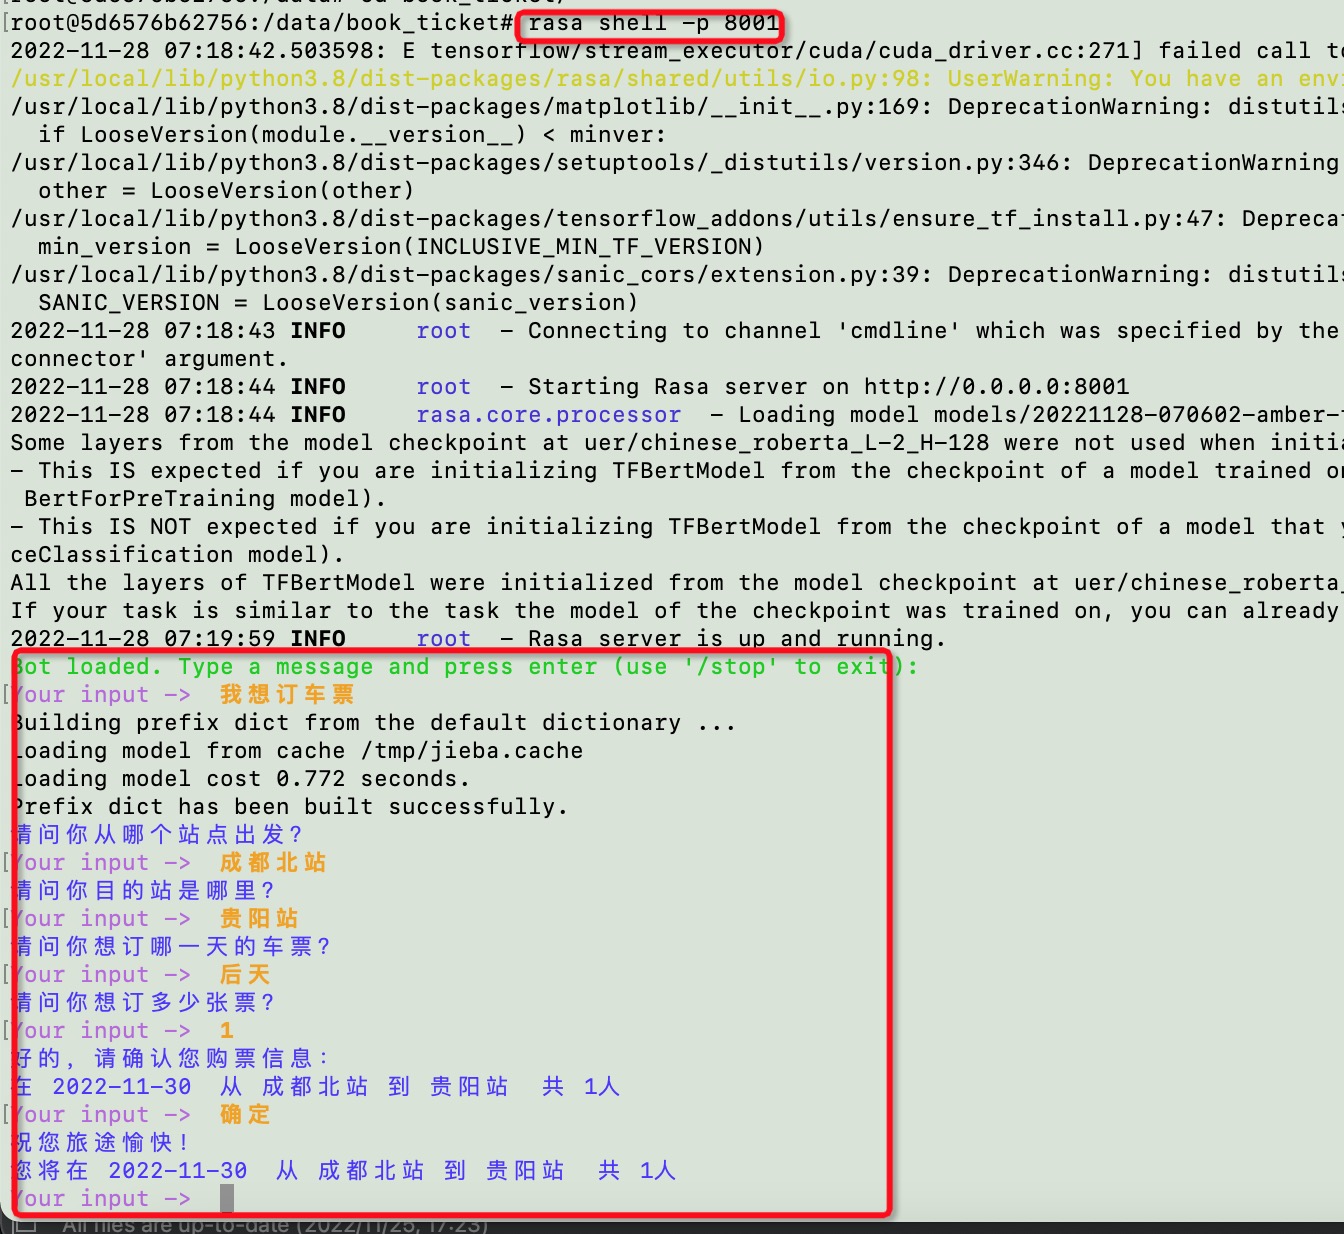 root@5d6576b62756:/data/book_ticket# rasa shell -p 8001
2022-11-28 07:18:42.503598: E tensorflow/stream_executor/cuda/cuda_driver.cc:271] failed call to
/usr/local/lib/python3.8/dist-packages/rasa/shared/utils/io.py:98: UserWarning: You have an
/usr/local/lib/python3.8/dist-packages/matplotlib/__init__.py:169: DeprecationWarning: distutils
if LooseVersion(module.__version__) < minver:
/usr/local/lib/python3.8/dist-packages/setuptools/_distutils/version.py:346: DeprecationWarning
other = LooseVersion(other)
/usr/local/lib/python3.8/dist-packages/tensorflow_addons/utils/ensure_tf_install.py:47:
min_version = LooseVersion(INCLUSIVE_MIN_TF_VERSION)
/usr/local/lib/python3.8/dist-packages/sanic_cors/extension.py:39: DeprecationWarning: distutils
SANIC_VERSION = LooseVersion(sanic_version)
2022-11-28 07:18:43 INFO root - Connecting to channel 'cmdline' which was specified by the
connector' argument.
2022-11-28 07:18:44 INFO root - Starting Rasa server on http://0.0.0.0:8001
2022-11-28 07:18:44 INFO rasa.core.processor - Loading model models/20221128-070602-amber-
Some layers from the model checkpoint at uer/chinese_roberta_L-2_H-128 were not used when
- This IS expected if you are initializing TFBertModel from the checkpoint of a model trained on
BertForPreTraining model).
- This IS NOT expected if you are initializing TFBertModel from the checkpoint of a model that
ceClassification model).
All the layers of TFBertModel were initialized from the model checkpoint at uer/chinese_roberta_
If your task is similar to the task the model of the checkpoint was trained on, you can already
2022-11-28 07:19:59 INFO root - Rasa server is up and running.
Bot loaded. Type a message and press enter (use '/stop' to exit):
Your input -> 我想订车票
Building prefix dict from the default dictionary ...
Loading model from cache /tmp/jieba.cache
Loading model cost 0.772 seconds.
Prefix dict has been built successfully.
请问你从哪个站点出发?
Your input -> 成都北站
请问你目的站是哪里?
Your input -> 贵阳站
请问你想订哪一天的车票?
Your input -> 后天
请问你想订多少张票?
Your input -> 1
好的, 请确认您购票信息:
在 2022-11-30 从 成都北站 到 贵阳站 共 1人
Your input -> 确定
祝您旅途愉快!
您将在 2022-11-30 从 成都北站 到 贵阳站 共 1人
Your input ->
All files are up-to-date (2022/11/25, 17:23)